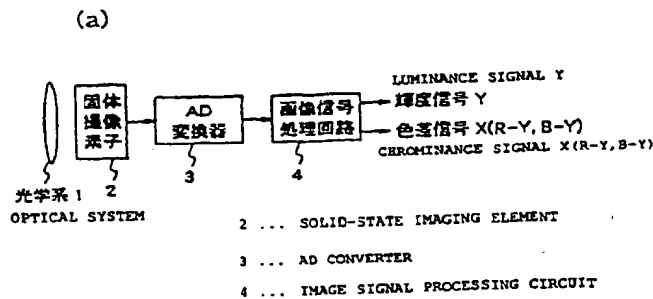 (a)
LUMINANCE SIGNAL Y
輝度信号 Y
固体
撮像
素子
AD
変換器
画像信号
処理回路
色差信号 X(R-Y, B-Y)
CHROMINANCE SIGNAL X(R-Y, B-Y)
光学系 1
2
3
4
OPTICAL SYSTEM
2 ... SOLID-STATE IMAGING ELEMENT
3 ... AD CONVERTER
4 ... IMAGE SIGNAL PROCESSING CIRCUIT